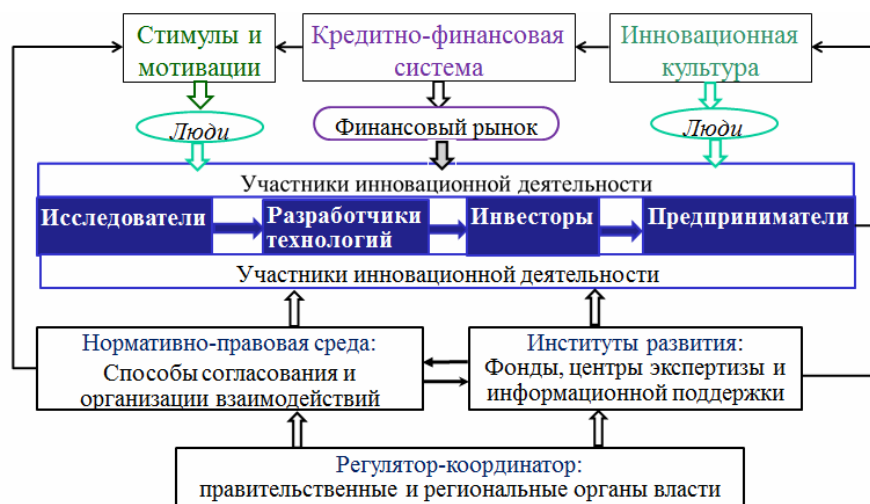 Стимулы и
мотивации
Кредитно-финансовая
система
Инновационная
культура
Люди
Финансовый рынок
Люди
Участники инновационной деятельности
Исследователи
Разработчики
технологий
Инвесторы
Предприниматели
Участники инновационной деятельности
Нормативно-правовая среда:
Способы согласования и
организации взаимодействий
Институты развития:
Фонды, центры экспертизы и
информационной поддержки
Регулятор-координатор:
правительственные и региональные органы власти